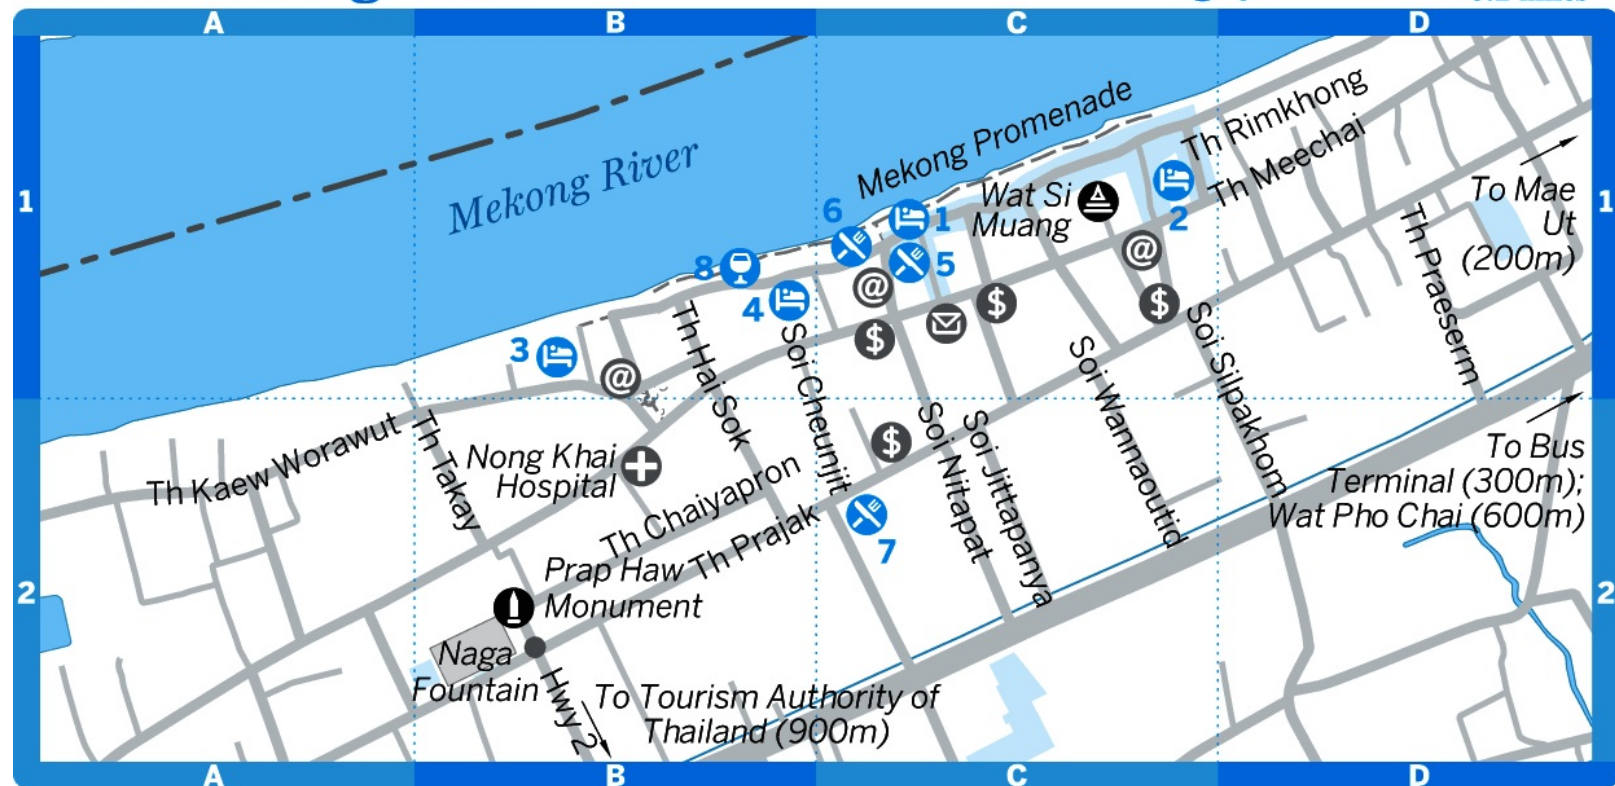 A
B
C
D
1
1
Mekong River
Mekong Promenade
Th Rimkhong
Th Meechai
Wat Si
Muang
To Mae
Ut
(200m)
6
1
2
5
8
4
3
@
@
@
$
$
$
Th Hai Sok
Soi Cheunjit
Soi Silpakhom
Soi Wannaoutid
Th Praeserm
Th Kaew Worawut
Th Takay
Nong Khai
Hospital
$
Soi Nitapat
Soi Jittapanya
To Bus
Terminal (300m);
Wat Pho Chai (600m)
Th Chaiyapron
Th Prajak
7
Prap Haw
Monument
2
2
Naga
Fountain
Hwy 2
To Tourism Authority of
Thailand (900m)
A
B
C
D